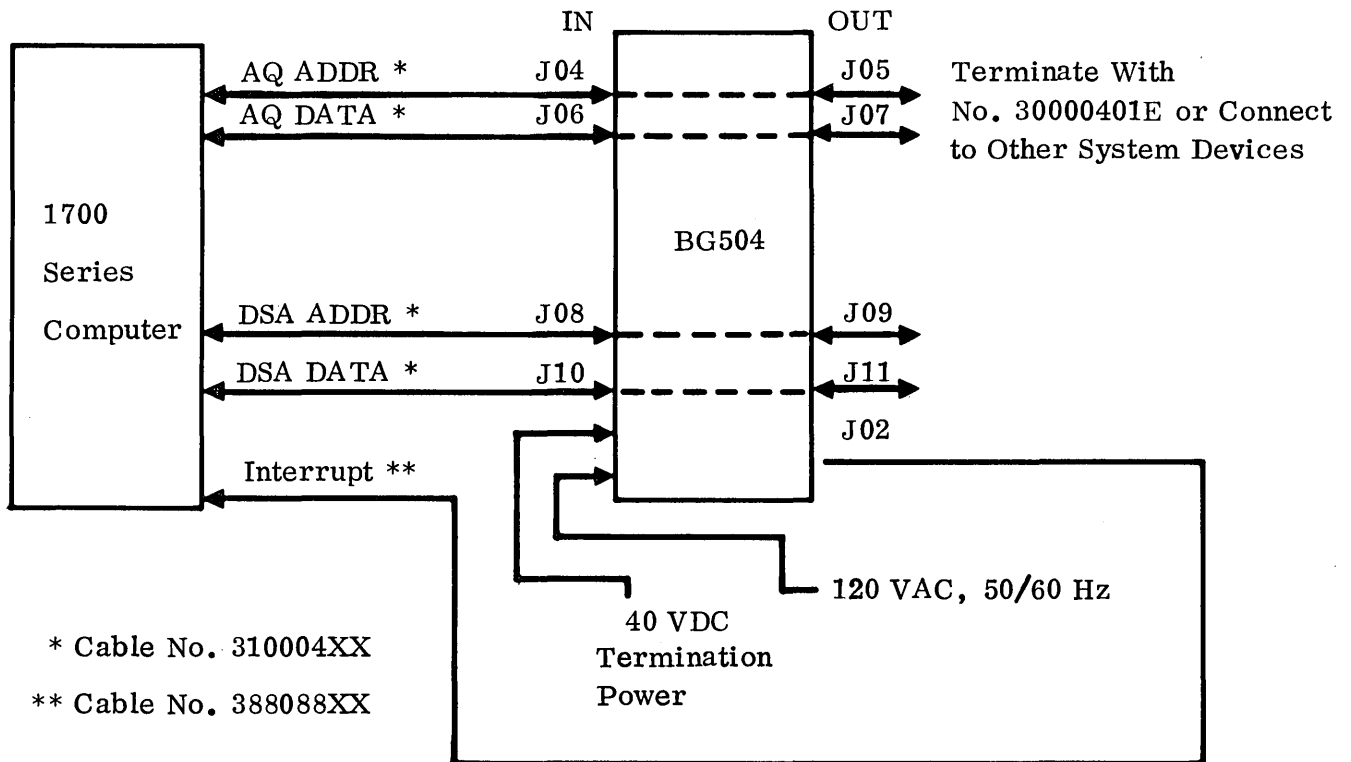 IN
OUT
AQ ADDR *
J04
J05
Terminate With
AQ DATA *
J06
J07
No. 30000401E or Connect
to Other System Devices
1700
Series
Computer
BG504
DSA ADDR *
J08
J09
DSA DATA *
J10
J11
J02
Interrupt **
120 VAC, 50/60 Hz
40 VDC
Termination
Power
* Cable No. 310004XX
** Cable No. 388088XX